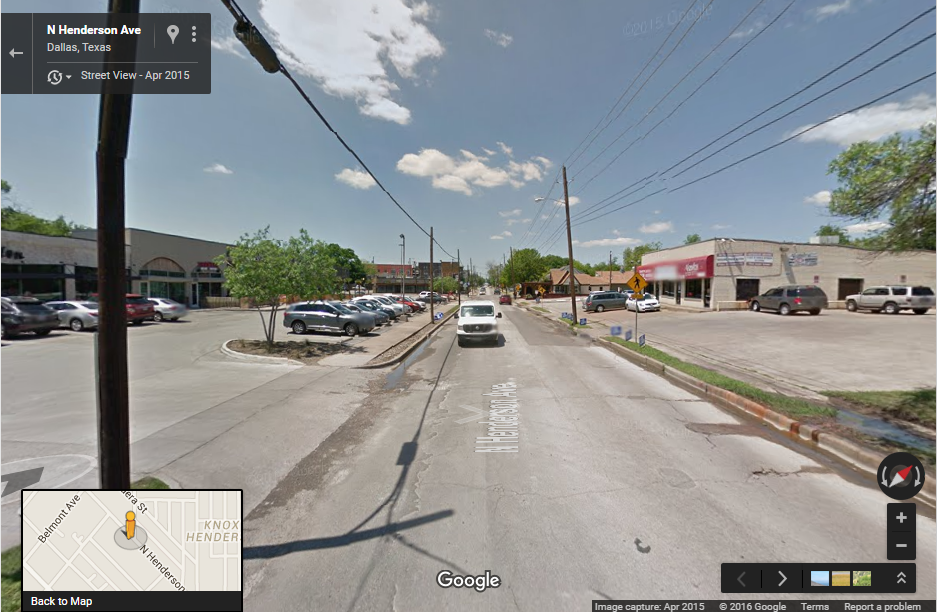 N Henderson Ave
Dallas, Texas
Street View - Apr 2015
©2015 Google
N Henderson Ave
Belmont Ave
era St
KNOX
HENDER
N Henderson
Back to Map
Google
Image capture: Apr 2015 © 2016 Google Terms Report a problem